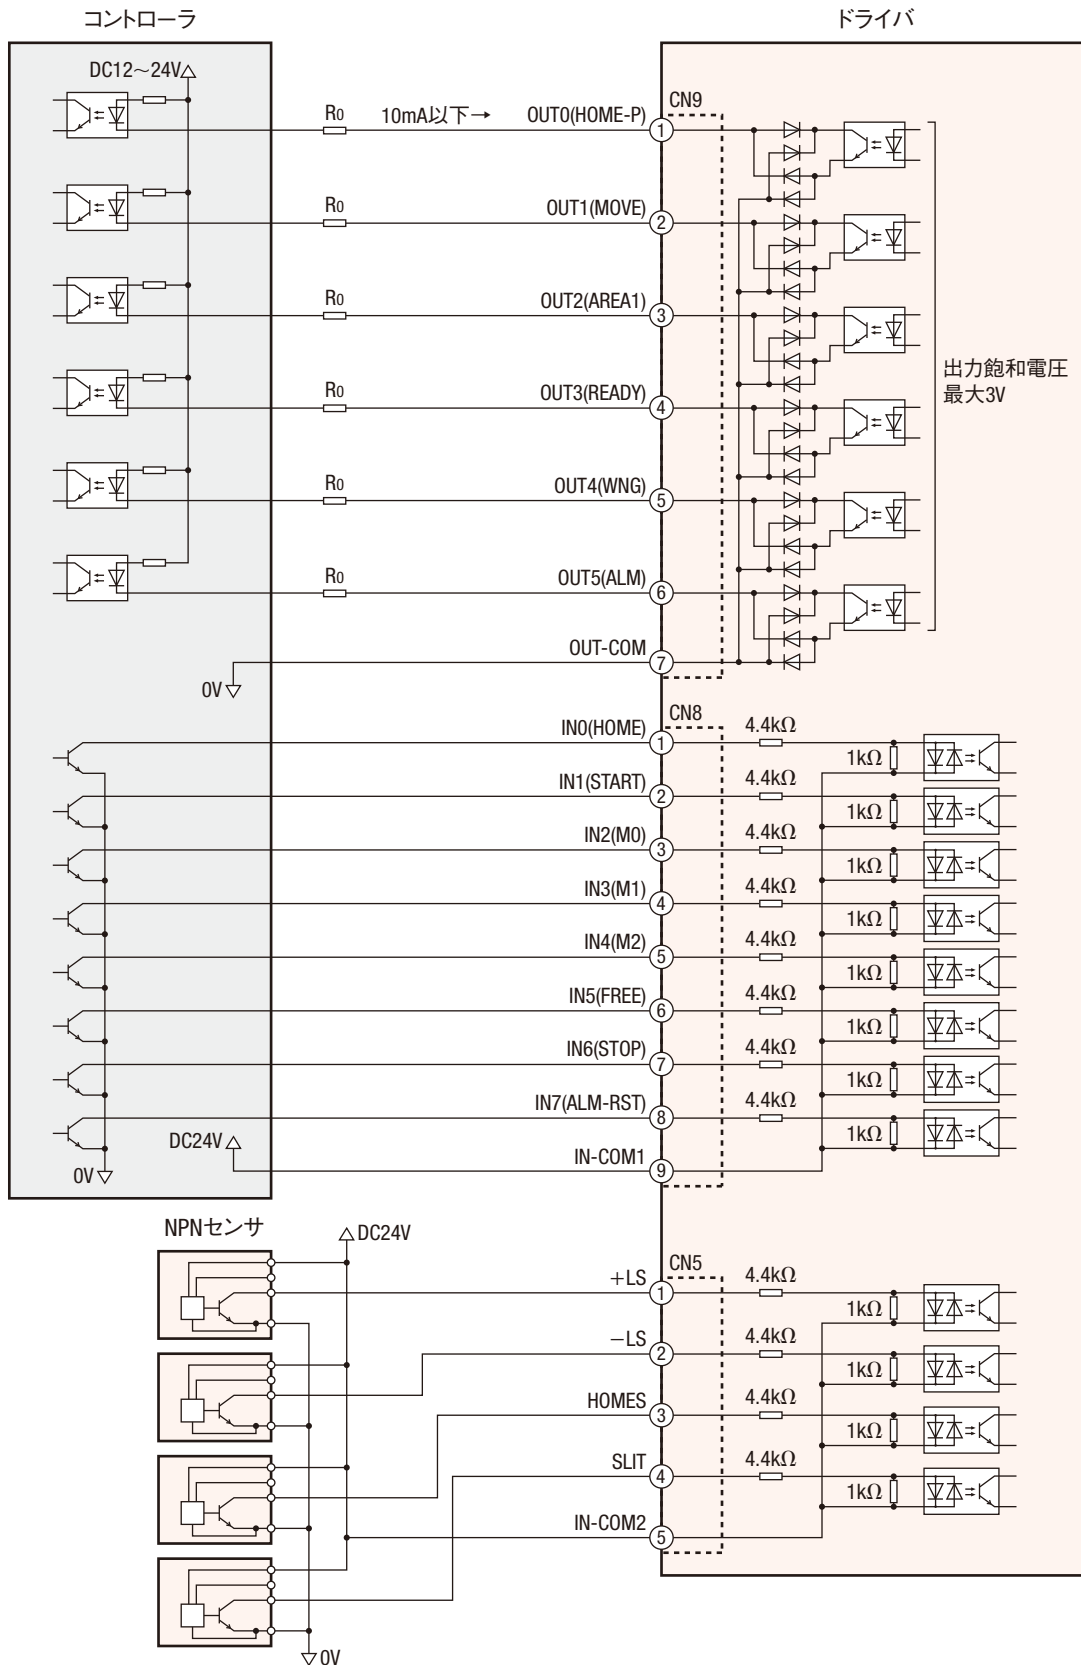 コントローラ
ドライバ
DC12～24V
CN9
R0
10mA以下→
OUT0(HOME-P)
1
R0
OUT1(MOVE)
2
R0
OUT2(AREA1)
3
出力飽和電圧
最大3V
R0
OUT3(READY)
4
R0
OUT4(WNG)
5
R0
OUT5(ALM)
6
OUT-COM
7
0V
CN8
IN0(HOME)
1
4.4kΩ
1kΩ
IN1(START)
2
4.4kΩ
1kΩ
IN2(M0)
3
4.4kΩ
1kΩ
IN3(M1)
4
4.4kΩ
1kΩ
IN4(M2)
5
4.4kΩ
1kΩ
IN5(FREE)
6
4.4kΩ
1kΩ
IN6(STOP)
7
4.4kΩ
1kΩ
IN7(ALM-RST)
8
4.4kΩ
1kΩ
DC24V
IN-COM1
9
0V
NPNセンサ
DC24V
CN5
+LS
1
4.4kΩ
1kΩ
−LS
2
4.4kΩ
1kΩ
HOMES
3
4.4kΩ
1kΩ
SLIT
4
4.4kΩ
1kΩ
IN-COM2
5
0V